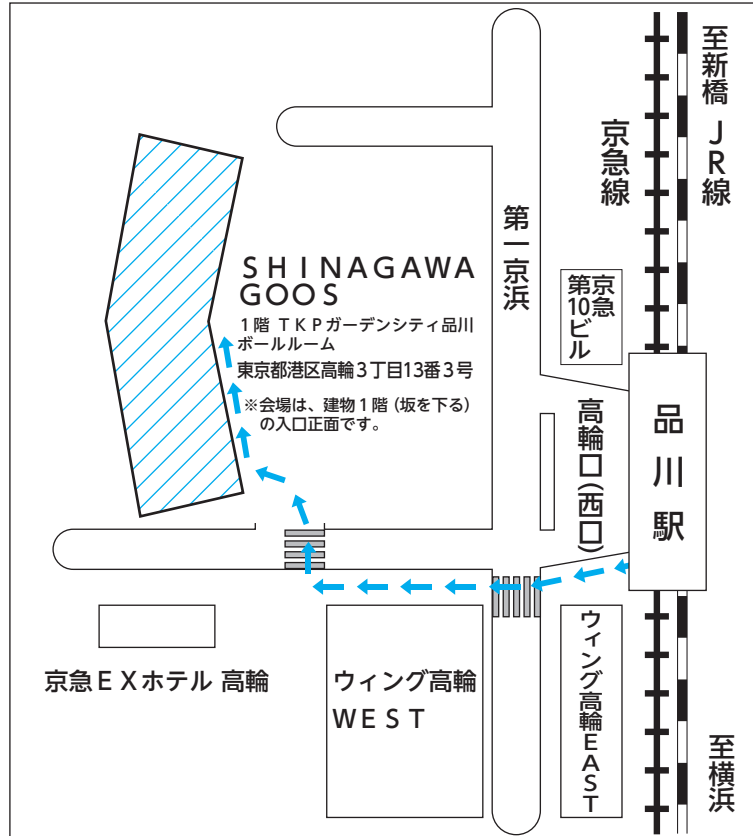 至新橋
JR線
京急線
第一京浜
SHINAGAWA
GOOS
1階 TKPガーデンシティ品川
ボールルーム
東京都港区高輪3丁目13番3号
※会場は、建物1階(坂を下る)
の入口正面です。
京急
第10ビル
高輪口(西口)
品川駅
京急EXホテル 高輪
ウィング高輪
WEST
ウィング高輪EAST
至横浜